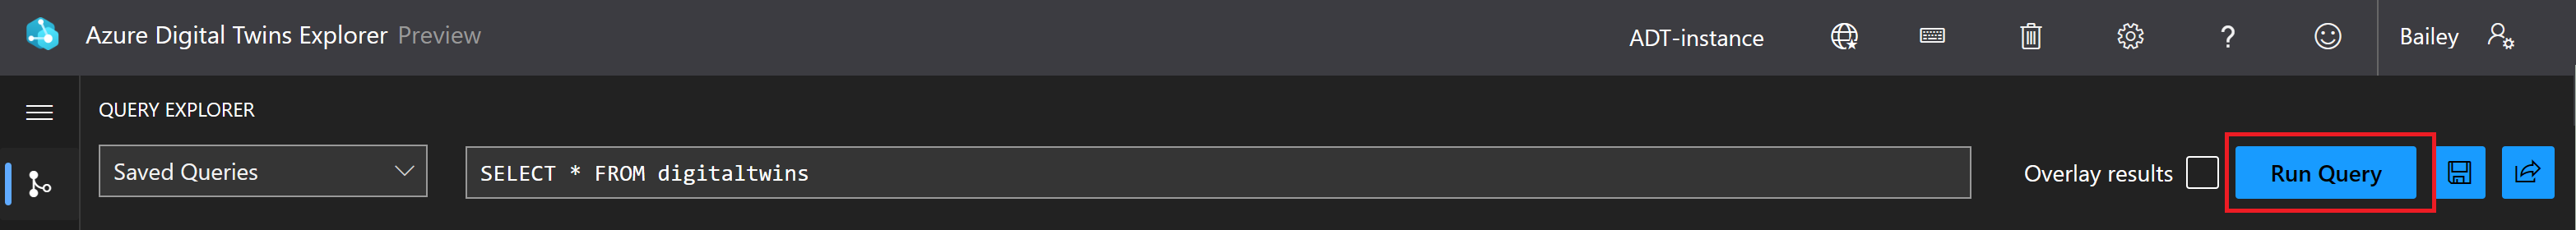 Azure Digital Twins Explorer Preview
ADT-instance
?
Bailey
QUERY EXPLORER
Saved Queries
SELECT * FROM digitaltwins
Overlay results
Run Query